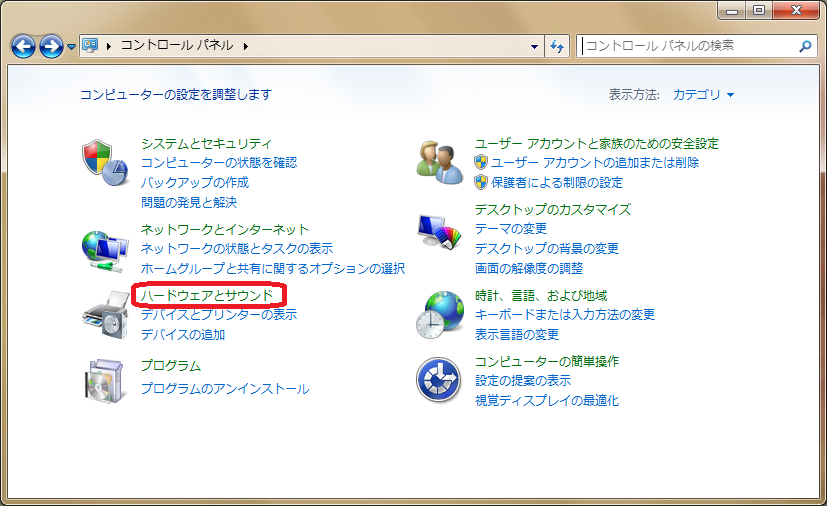 コントロール パネル
コントロール パネルの検索
コンピューターの設定を調整します
表示方法: カテゴリ
システムとセキュリティ
コンピューターの状態を確認
バックアップの作成
問題の発見と解決
ネットワークとインターネット
ネットワークの状態とタスクの表示
ホームグループと共有に関するオプションの選択
ハードウェアとサウンド
デバイスとプリンターの表示
デバイスの追加
プログラム
プログラムのアンインストール
ユーザー アカウントと家族のための安全設定
ユーザー アカウントの追加または削除
保護者による制限の設定
デスクトップのカスタマイズ
テーマの変更
デスクトップの背景の変更
画面の解像度の調整
時計、言語、および地域
キーボードまたは入力方法の変更
表示言語の変更
コンピューターの簡単操作
設定の提案の表示
視覚ディスプレイの最適化